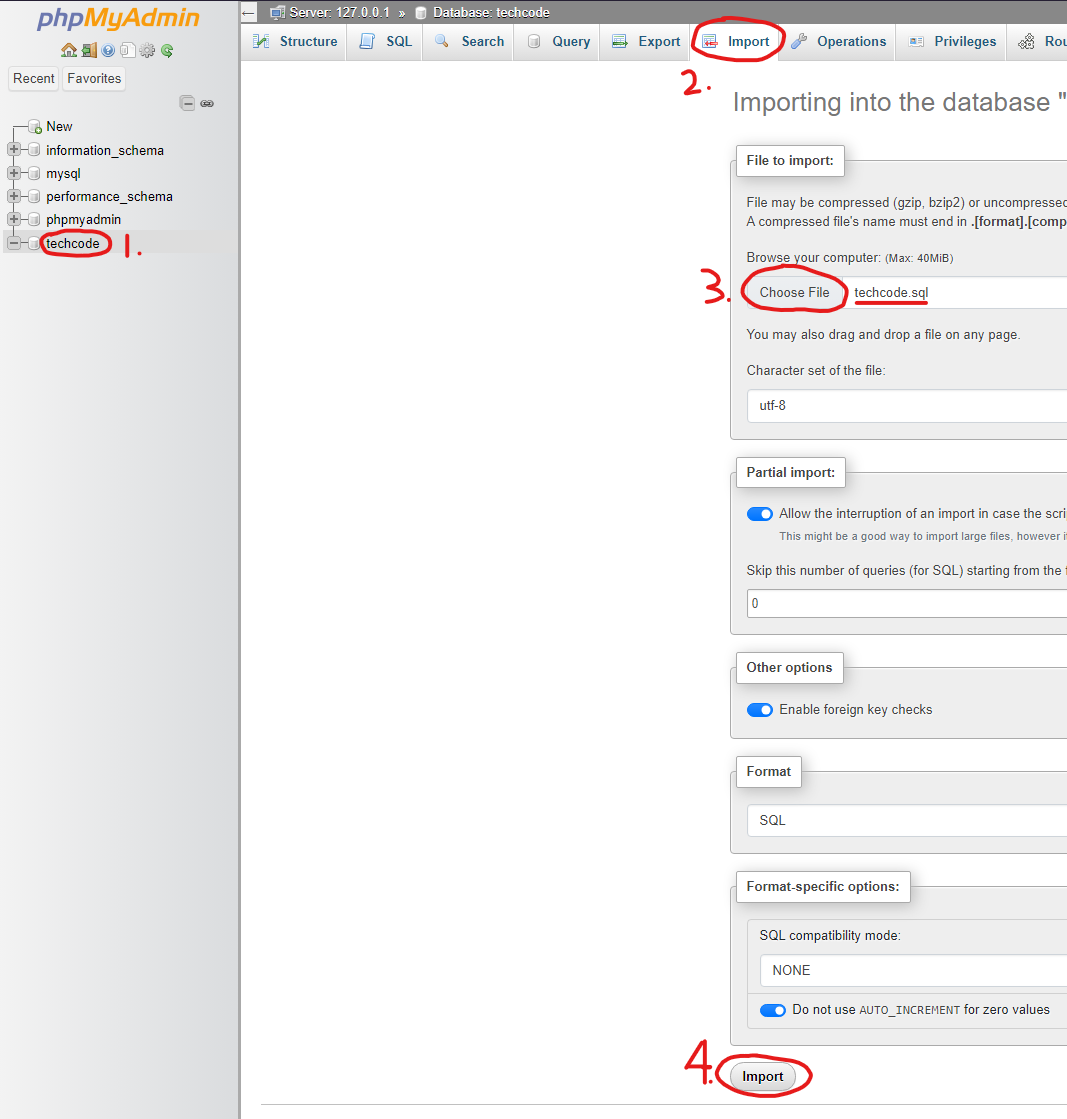 phpMyAdmin
Recent Favorites
New
information_schema
mysql
performance_schema
phpmyadmin
techcode 1.
Server: 127.0.0.1 » Database: techcode
Structure SQL Search Query Export Import Operations Privileges Rou
2.
Importing into the database "
File to import:
File may be compressed (gzip, bzip2) or uncompressed
A compressed file's name must end in .[format].[comp
Browse your computer: (Max: 40MiB)
3. Choose File techcode.sql
You may also drag and drop a file on any page.
Character set of the file:
utf-8
Partial import:
Allow the interruption of an import in case the scri
This might be a good way to import large files, however it
Skip this number of queries (for SQL) starting from the f
0
Other options
Enable foreign key checks
Format
SQL
Format-specific options:
SQL compatibility mode:
NONE
Do not use AUTO_INCREMENT for zero values
4. Import